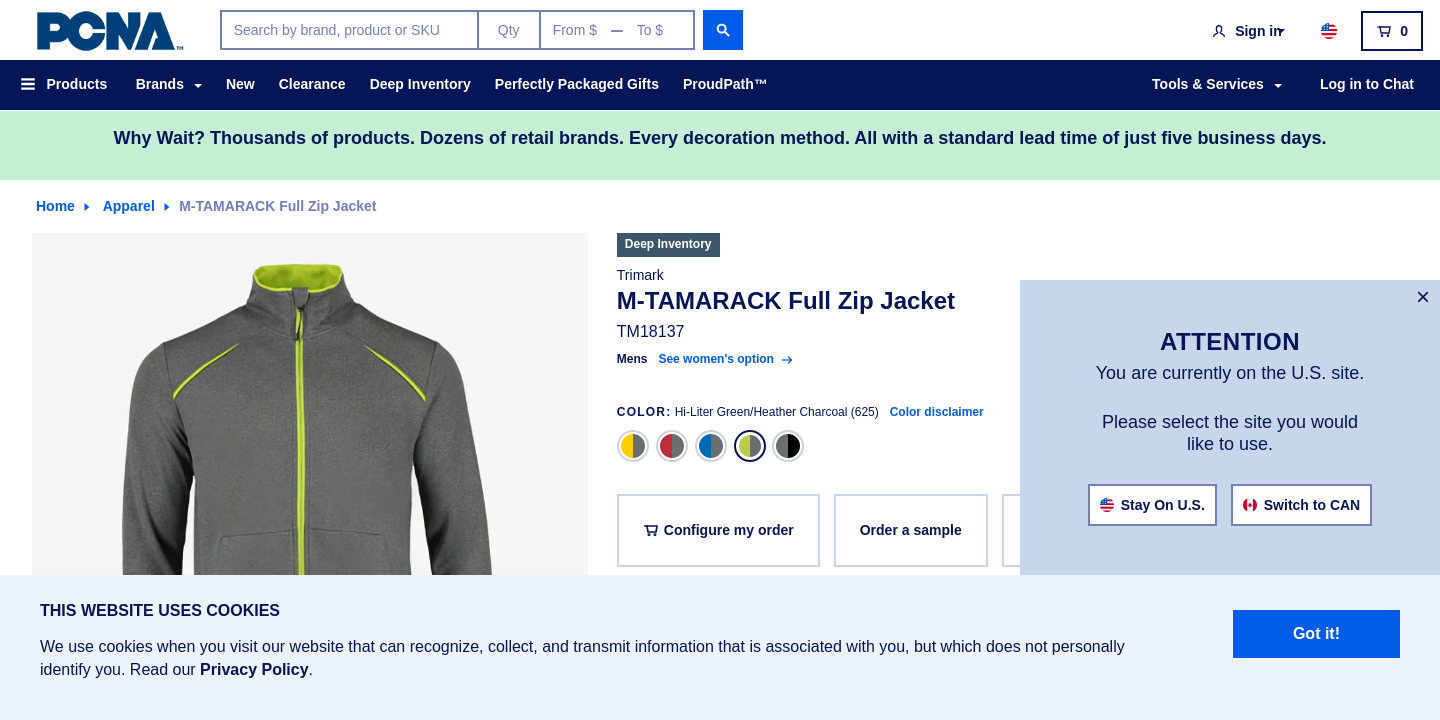 PCNA™
Search by brand, product or SKU
Qty
From $ — To $
Sign in
0
Products
Brands
New
Clearance
Deep Inventory
Perfectly Packaged Gifts
ProudPath™
Tools & Services
Log in to Chat
Why Wait? Thousands of products. Dozens of retail brands. Every decoration method. All with a standard lead time of just five business days.
Home
Apparel
M-TAMARACK Full Zip Jacket
Deep Inventory
Trimark
M-TAMARACK Full Zip Jacket
TM18137
Mens See women's option
COLOR: Hi-Liter Green/Heather Charcoal (625) Color disclaimer
Configure my order
Order a sample
ATTENTION
You are currently on the U.S. site.
Please select the site you would
like to use.
Stay On U.S.
Switch to CAN
THIS WEBSITE USES COOKIES
We use cookies when you visit our website that can recognize, collect, and transmit information that is associated with you, but which does not personally
identify you. Read our Privacy Policy.
Got it!